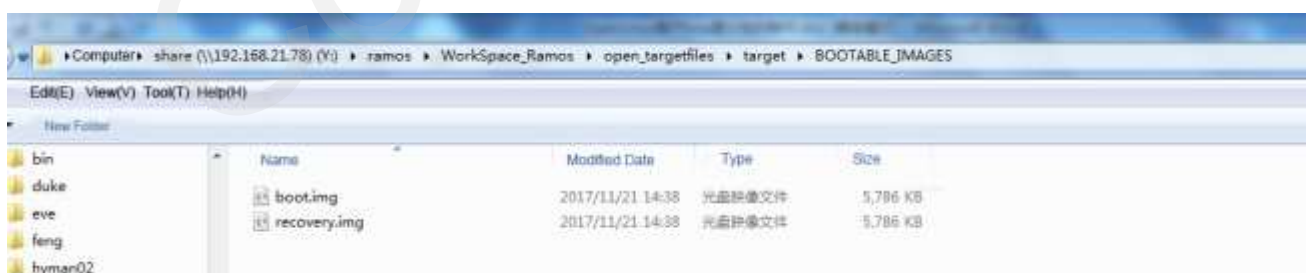 Computer share (\\192.168.21.78) (Y:) ramos WorkSpace_Ramos open_targetfiles target BOOTABLE_IMAGES
Edit(E) View(V) Tool(T) Help(H)
New Folder
bin
Name Modified Date Type Size
duke
boot.img 2017/11/21 14:38 光盘映像文件 5,786 KB
eve
recovery.img 2017/11/21 14:38 光盘映像文件 5,786 KB
feng
hyman02